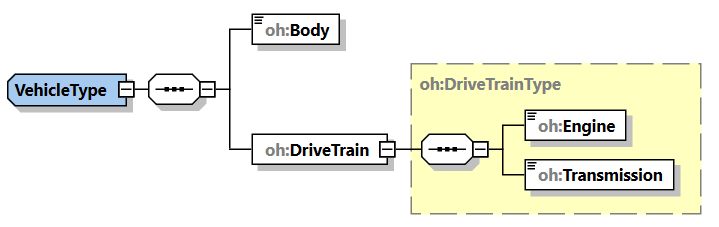 oh:Body
oh:DriveTrainType
VehicleType
oh:Engine
oh:DriveTrain
oh:Transmission